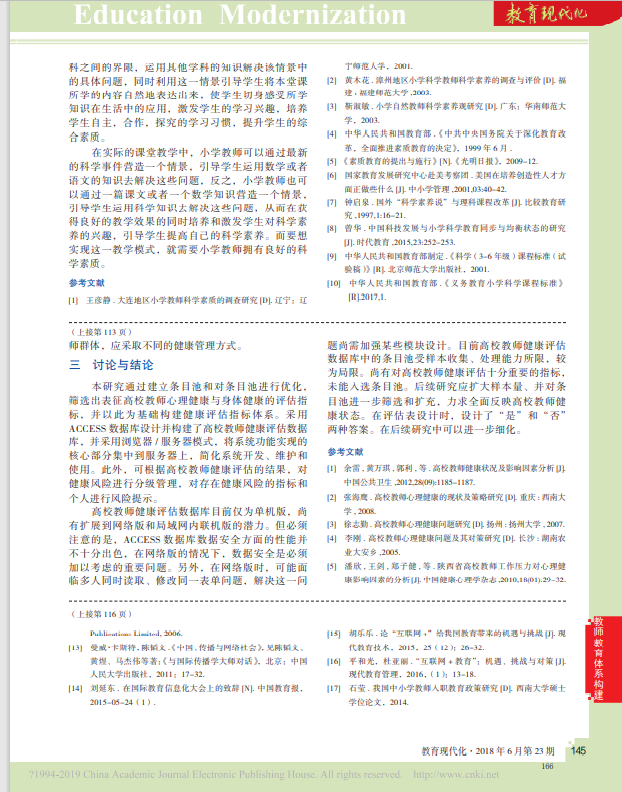 Education Modernization
教育现代化
科之间的界限，运用其他学科的知识解决该情景中
的具体问题，同时利用这一情景引导学生将本堂课
所学的内容自然地表达出来，使学生切身感受所学
知识在生活中的应用，激发学生的学习兴趣，培养
学生自主，合作，探究的学习习惯，提升学生的综
合素质。
在实际的课堂教学中，小学教师可以通过最新
的科学事件营造一个情景，引导学生运用数学或者
语文的知识去解决这些问题，反之，小学教师也可
以通过一篇课文或者一个数学知识营造一个情景，
引导学生运用科学知识去解决这些问题，从而在获
得良好的教学效果的同时培养和激发学生对科学素
养的兴趣，引导学生提高自己的科学素养。而要想
实现这一教学模式，就需要小学教师拥有良好的科
学素质。
参考文献
[1] 王彦静 . 大连地区小学教师科学素质的调查研究 [D]. 辽宁：辽
宁师范大学，2001.
[2] 黄木花 . 漳州地区小学科学教师科学素养的调查与评价 [D]. 福
建：福建师范大学 ,2003.
[3] 靳淑敏 . 小学自然教师科学素养观研究 [D]. 广东：华南师范大
学，2003.
[4] 中华人民共和国教育部 ,《中共中央国务院关于深化教育改
革，全面推进素质教育的决定》，1999 年 6 月 .
[5] 《素质教育的提出与施行》[N].《光明日报》，2009-12.
[6] 国家教育发展研究中心赴美考察团 . 美国在培养创造性人才方
面正做些什么 [J]. 中小学管理 ,2001,03:40-42.
[7] 钟启泉 . 国外“科学素养说”与理科课程改革 [J]. 比较教育研
究 ,1997,1:16-21.
[8] 曾华 . 中国科技发展与小学科学教育同步与均衡状态的研究
[J]. 时代教育 ,2015,23:252-253.
[9] 中华人民共和国教育部制定 .《科学（3-6 年级）课程标准（试
验稿）》[R]. 北京师范大学出版社，2001.
[10] 中华人民共和国教育部 .《义务教育小学科学课程标准》
[R].2017,1.
（上接第 113 页）
师群体，应采取不同的健康管理方式。
三 讨论与结论
本研究通过建立条目池和对条目池进行优化，
筛选出表征高校教师心理健康与身体健康的评估指
标，并以此为基础构建健康评估指标体系。采用
ACCESS 数据库设计并构建了高校教师健康评估数据
库，并采用浏览器 / 服务器模式，将系统功能实现的
核心部分集中到服务器上，简化系统开发、维护和
使用。此外，可根据高校教师健康评估的结果，对
健康风险进行分级管理，对存在健康风险的指标和
个人进行风险提示。
高校教师健康评估数据库目前仅为单机版，尚
有扩展到网络版和局域网内联机版的潜力。但必须
注意的是，ACCESS 数据库数据安全方面的性能并
不十分出色，在网络版的情况下，数据安全是必须
加以考虑的重要问题。另外，在网络版时，可能面
临多人同时读取、修改同一表单问题，解决这一问
题尚需加强某些模块设计。目前高校教师健康评估
数据库中的条目池受样本收集、处理能力所限，较
为局限。尚有对高校教师健康评估十分重要的指标，
未能入选条目池。后续研究应扩大样本量、并对条
目池进一步筛选和扩充，力求全面反映高校教师健
康状态。在评估表设计时，设计了“是”和“否”
两种答案。在后续研究中可以进一步细化。
参考文献
[1] 余雷 , 黄万琪 , 郭利 , 等 . 高校教师健康状况及影响因素分析 [J].
中国公共卫生 ,2012,28(09):1185-1187.
[2] 张海鹰 . 高校教师心理健康的现状及策略研究 [D]. 重庆：西南大
学 , 2008.
[3] 徐志勤 . 高校教师心理健康问题研究 [D]. 扬州：扬州大学 , 2007.
[4] 李刚 . 高校教师心理健康问题及其对策研究 [D]. 长沙：湖南农
业大安乡 ,2005.
[5] 潘欣 , 王剑 , 郑子健 , 等 . 陕西省高校教师工作压力对心理健
康影响因素的分析 [J]. 中国健康心理学杂志 ,2010,18(01):29-32.
（上接第 116 页）
Publications Limited, 2006.
[13] 曼威·卡斯特 , 陈韬文 .《中国、传播与网络社会》, 见陈韬文、
黄煜、马杰伟等著：《与国际传播学大师对话》，北京：中国
人民大学出版社，2011；17-32.
[14] 刘延东 . 在国际教育信息化大会上的致辞 [N]. 中国教育报，
2015-05-24（1）.
[15] 胡乐乐 . 论“互联网 +”给我国教育带来的机遇与挑战 [J]. 现
代教育技术，2015，25（12）；26-32.
[16] 平和光，杜亚丽 .“互联网 + 教育”：机遇、挑战与对策 [J].
现代教育管理，2016,（1）；13-18.
[17] 石莹 . 我国中小学教师入职教育政策研究 [D]. 西南大学硕士
学位论文，2014.
教师教育体系构建
教育现代化 · 2018 年 6 月第 23 期 145
166
?1994-2019 China Academic Journal Electronic Publishing House. All rights reserved. http://www.cnki.net